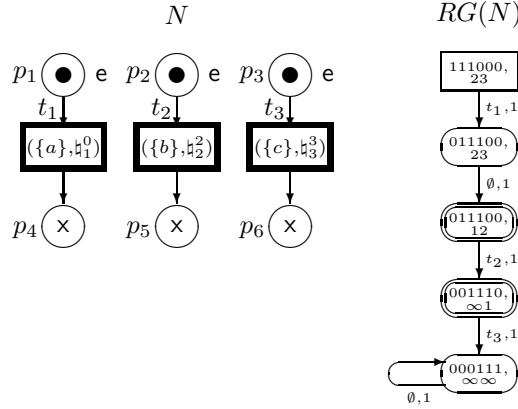 N
RG(N)
p₁ e p₂ e p₃ e
t₁ t₂ t₃
({a},♮⁰₁) ({b},♮²₂) ({c},♮³₃)
p₄ x p₅ x p₆ x
111000,
23
t₁,1
011100,
23
∅,1
011100,
12
t₂,1
001110,
∞1
t₃,1
000111,
∞∞
∅,1